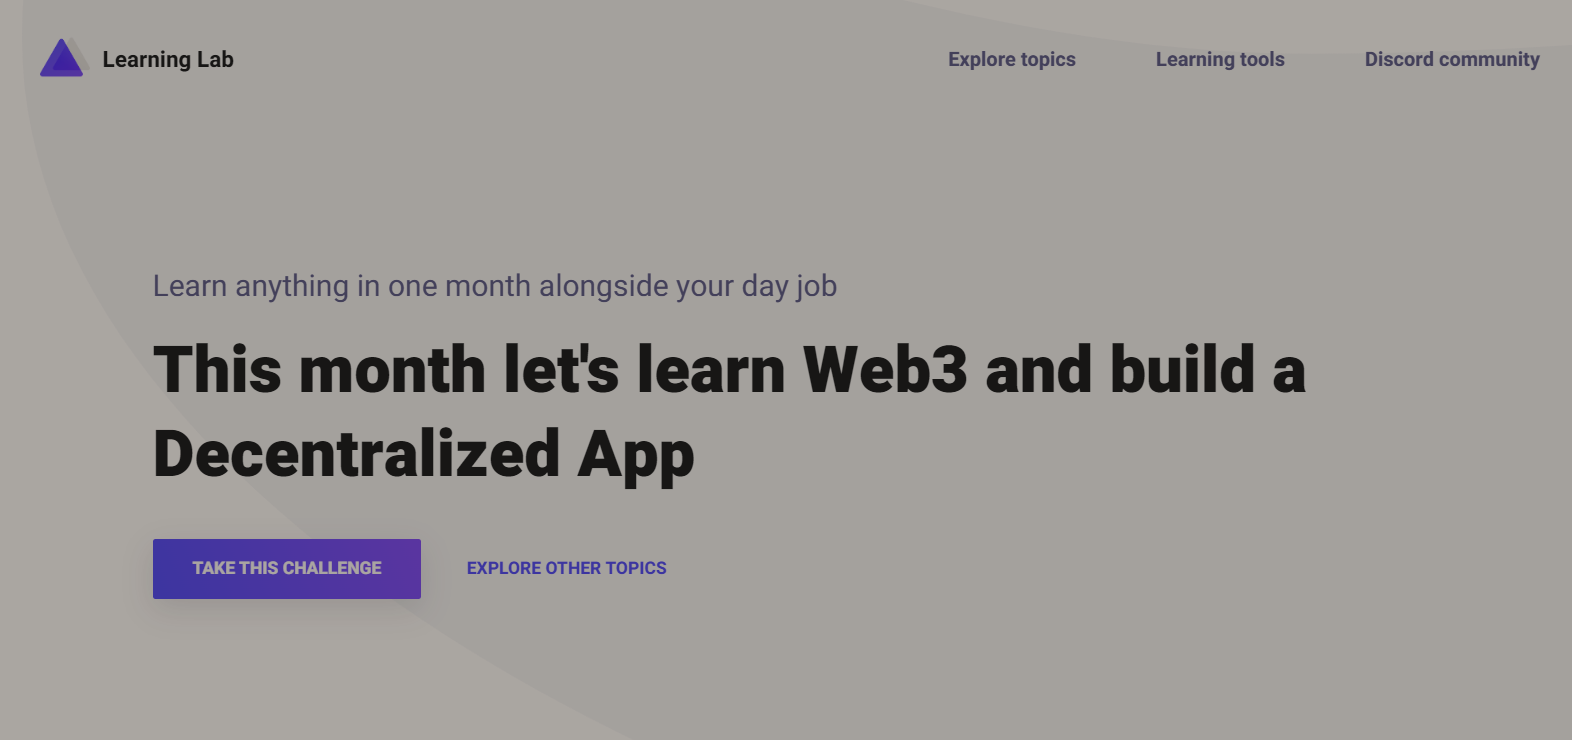 Learning Lab
Explore topics
Learning tools
Discord community
Learn anything in one month alongside your day job
This month let's learn Web3 and build a
Decentralized App
TAKE THIS CHALLENGE
EXPLORE OTHER TOPICS